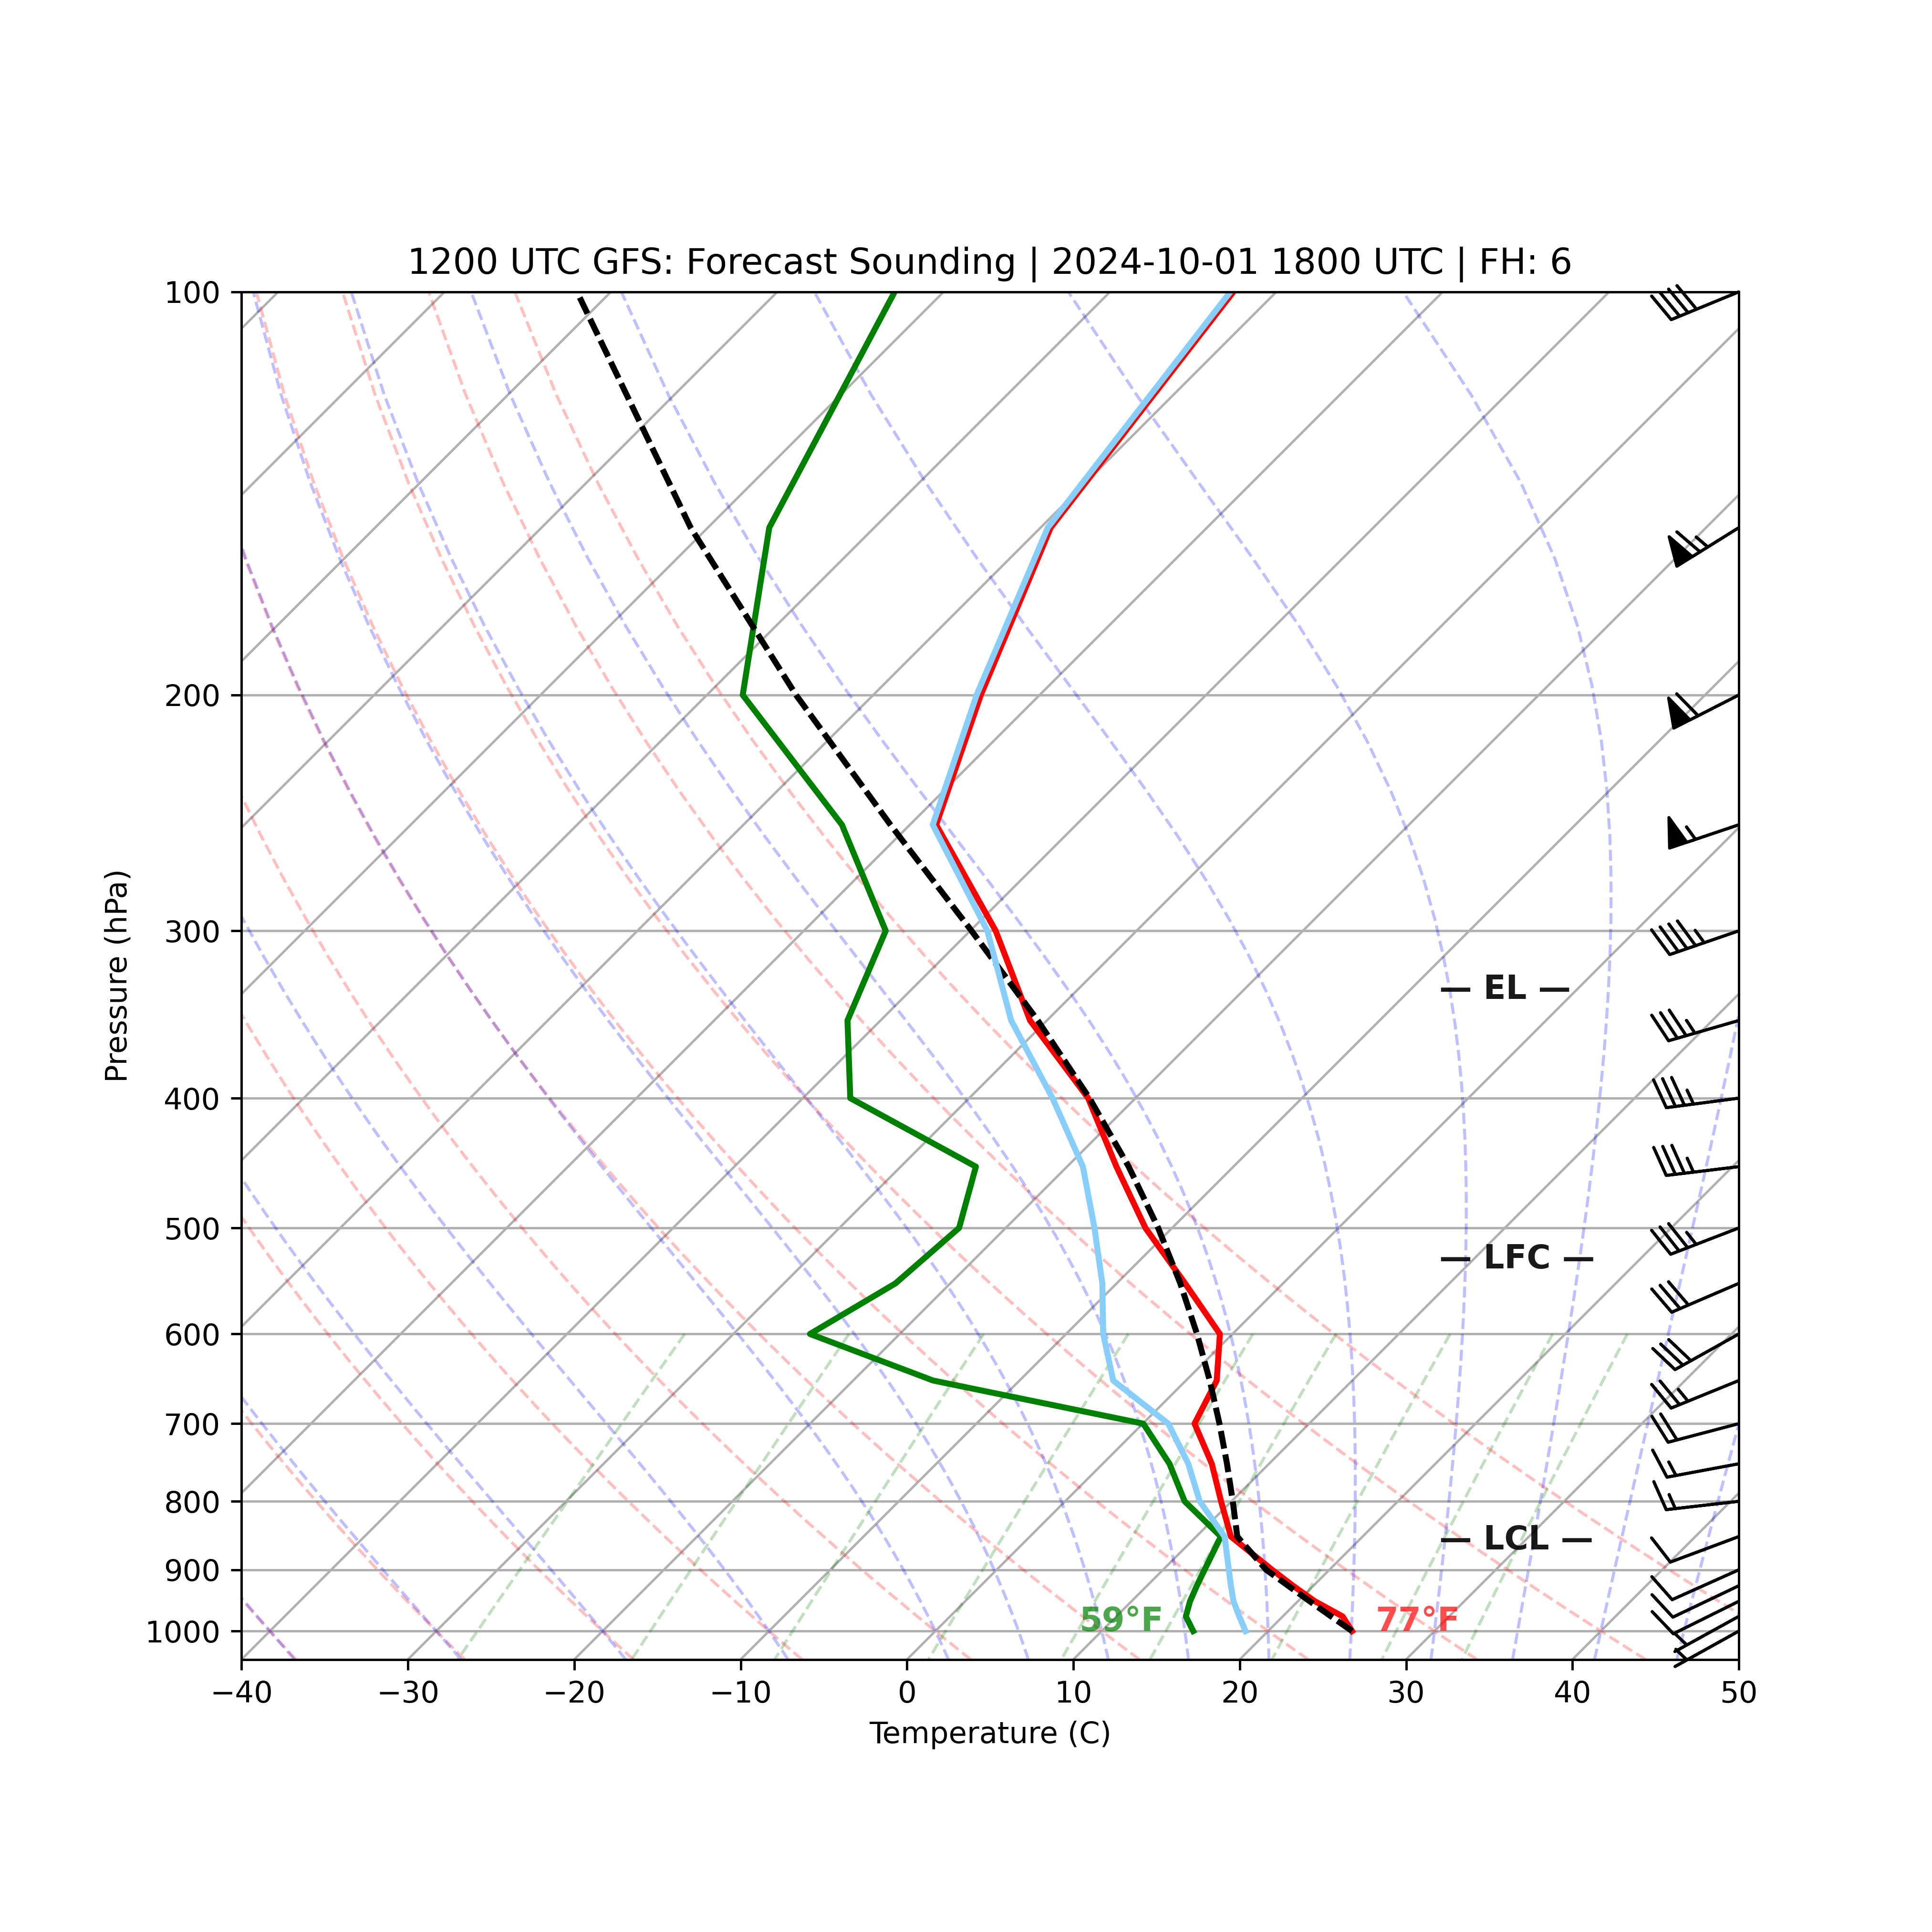 1200 UTC GFS: Forecast Sounding | 2024-10-01 1800 UTC | FH: 6
100
200
300
400
500
600
700
800
900
1000
Pressure (hPa)
— EL —
— LFC —
— LCL —
59°F
77°F
−40
−30
−20
−10
0
10
20
30
40
50
Temperature (C)